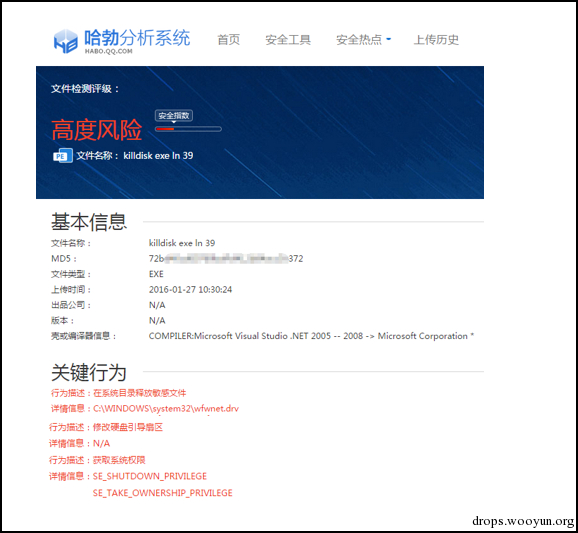 哈勃分析系统
HABO.QQ.COM
首页 安全工具 安全热点 上传历史
文件检测评级：
高度风险 安全指数
PE 文件名称： killdisk exe ln 39
基本信息
文件名称： killdisk exe ln 39
MD5： 72b 372
文件类型： EXE
上传时间： 2016-01-27 10:30:24
出品公司： N/A
版本： N/A
壳或编译器信息： COMPILER:Microsoft Visual Studio .NET 2005 -- 2008 -> Microsoft Corporation *
关键行为
行为描述：在系统目录释放敏感文件
详情信息：C:\WINDOWS\system32\wfwnet.drv
行为描述：修改硬盘引导扇区
详情信息：N/A
行为描述：获取系统权限
详情信息：SE_SHUTDOWN_PRIVILEGE
SE_TAKE_OWNERSHIP_PRIVILEGE
drops.wooyun.org